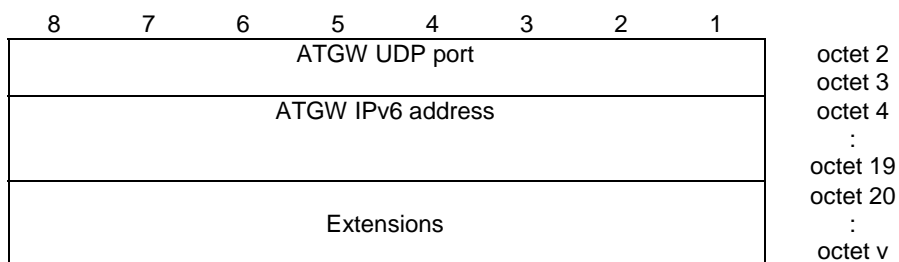 8 7 6 5 4 3 2 1
ATGW UDP port octet 2
octet 3
ATGW IPv6 address octet 4
:
octet 19
octet 20
Extensions :
octet v